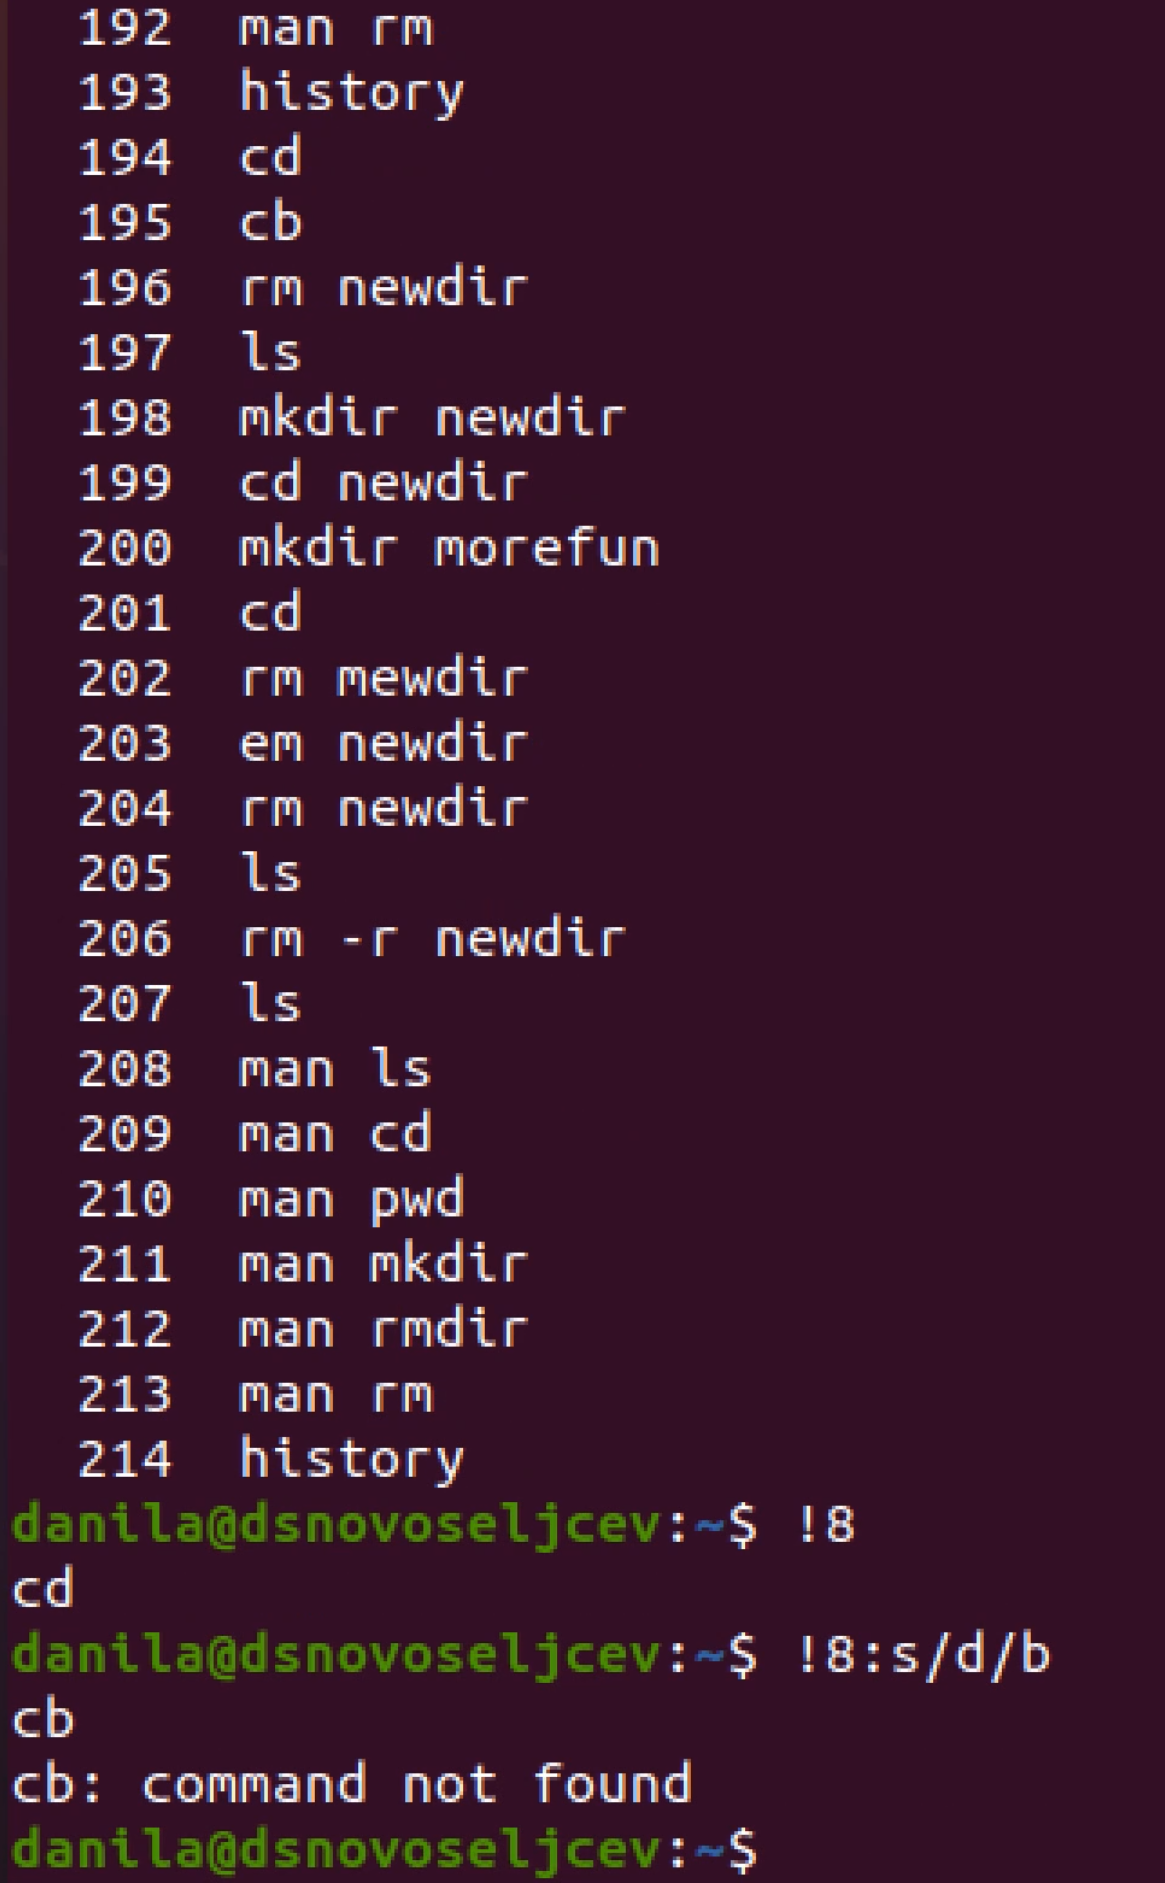 192 man rm
193 history
194 cd
195 cb
196 rm newdir
197 ls
198 mkdir newdir
199 cd newdir
200 mkdir morefun
201 cd
202 rm mewdir
203 em newdir
204 rm newdir
205 ls
206 rm -r newdir
207 ls
208 man ls
209 man cd
210 man pwd
211 man mkdir
212 man rmdir
213 man rm
214 history
danila@dsnovoseljcev:~$ !8
cd
danila@dsnovoseljcev:~$ !8:s/d/b
cb
cb: command not found
danila@dsnovoseljcev:~$